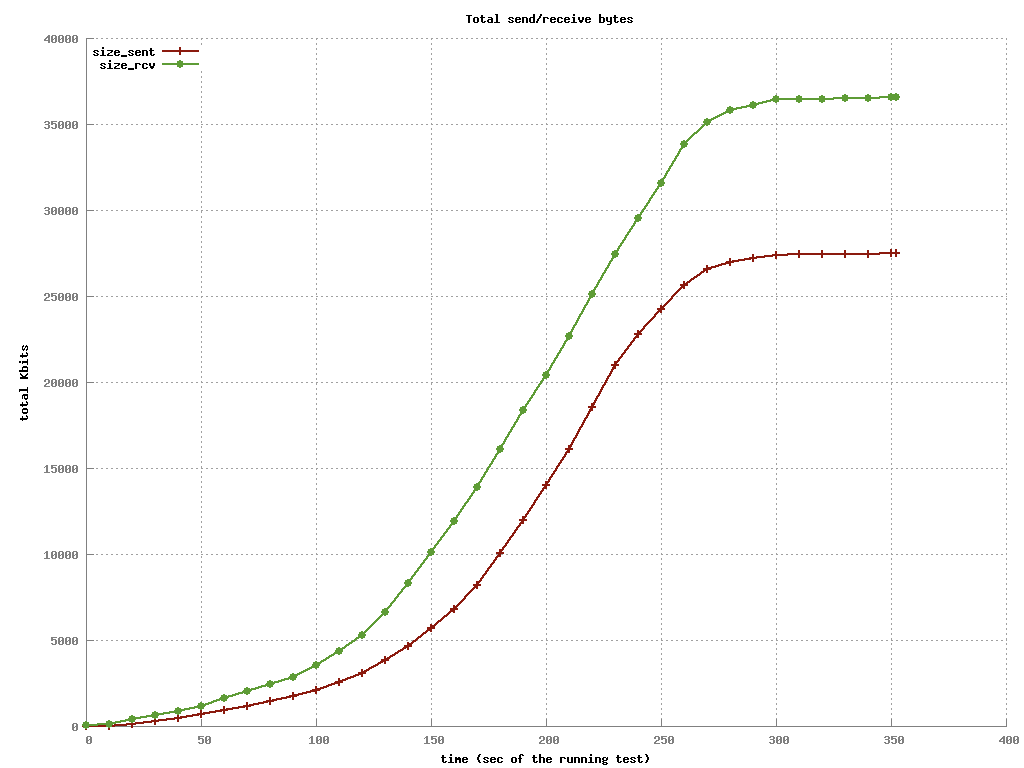 Total send/receive bytes
40000
size_sent
size_rcv
35000
30000
25000
total Kbits
20000
15000
10000
5000
0
0 50 100 150 200 250 300 350 400
time (sec of the running test)